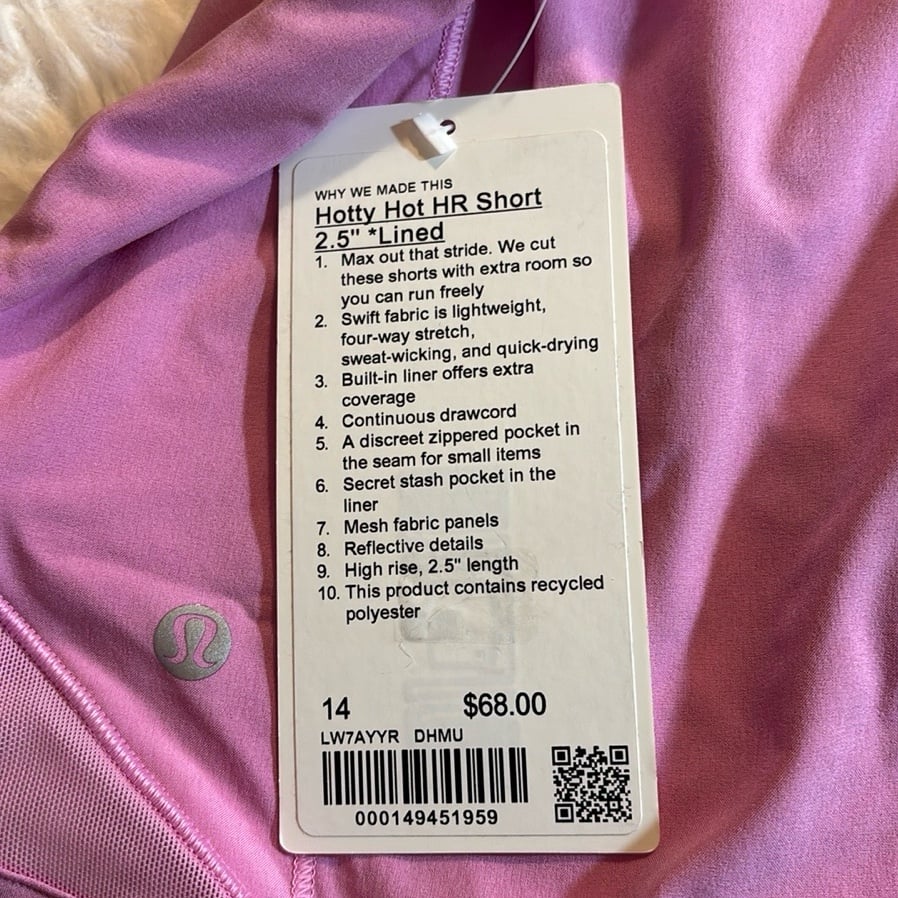 WHY WE MADE THIS
Hotty Hot HR Short
2.5" *Lined
1. Max out that stride. We cut
these shorts with extra room so
you can run freely
2. Swift fabric is lightweight,
four-way stretch,
sweat-wicking, and quick-drying
3. Built-in liner offers extra
coverage
4. Continuous drawcord
5. A discreet zippered pocket in
the seam for small items
6. Secret stash pocket in the
liner
7. Mesh fabric panels
8. Reflective details
9. High rise, 2.5" length
10. This product contains recycled
polyester
14 $68.00
LW7AYYR DHMU
000149451959